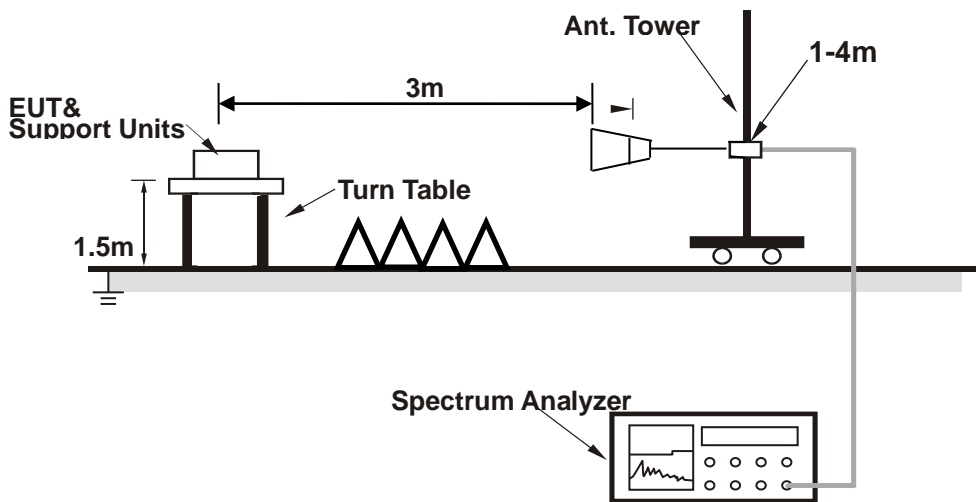 Ant. Tower
1-4m
3m
EUT&
Support Units
Turn Table
1.5m
Spectrum Analyzer